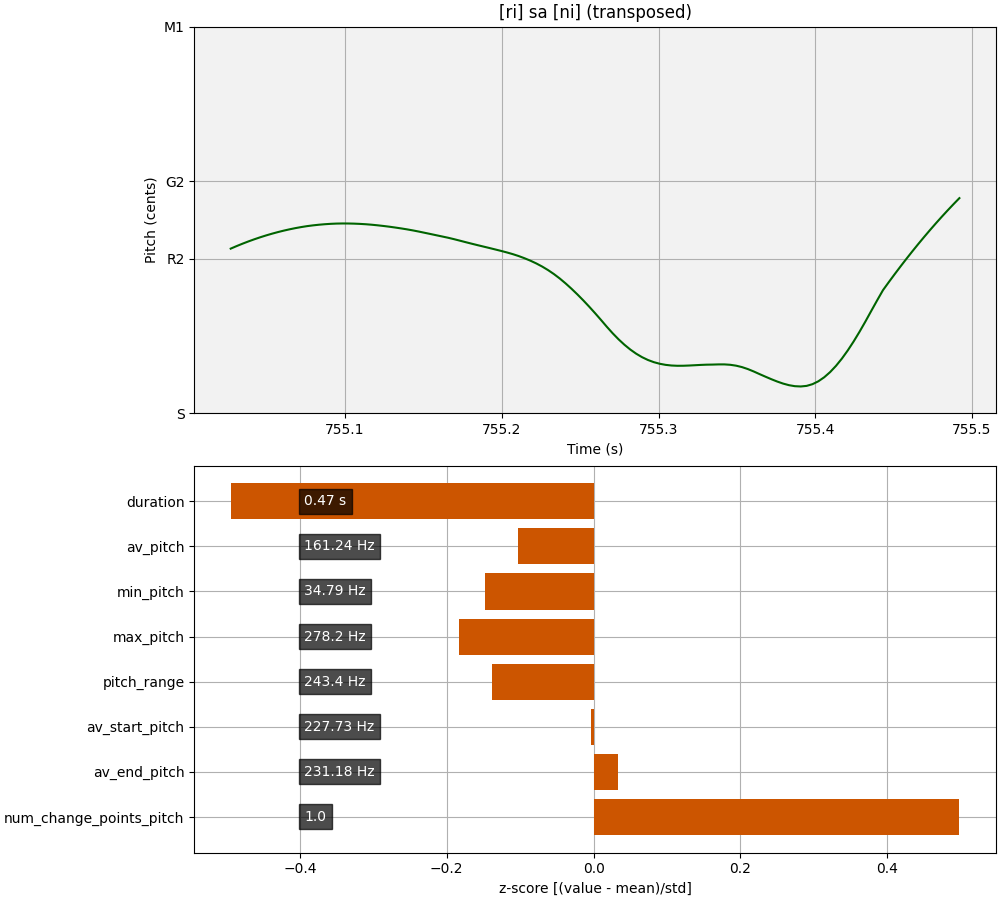 [ri] sa [ni] (transposed)
M1
G2
R2
S
Pitch (cents)
755.1 755.2 755.3 755.4 755.5
Time (s)
duration 0.47 s
av_pitch 161.24 Hz
min_pitch 34.79 Hz
max_pitch 278.2 Hz
pitch_range 243.4 Hz
av_start_pitch 227.73 Hz
av_end_pitch 231.18 Hz
num_change_points_pitch 1.0
−0.4 −0.2 0.0 0.2 0.4
z-score [(value - mean)/std]